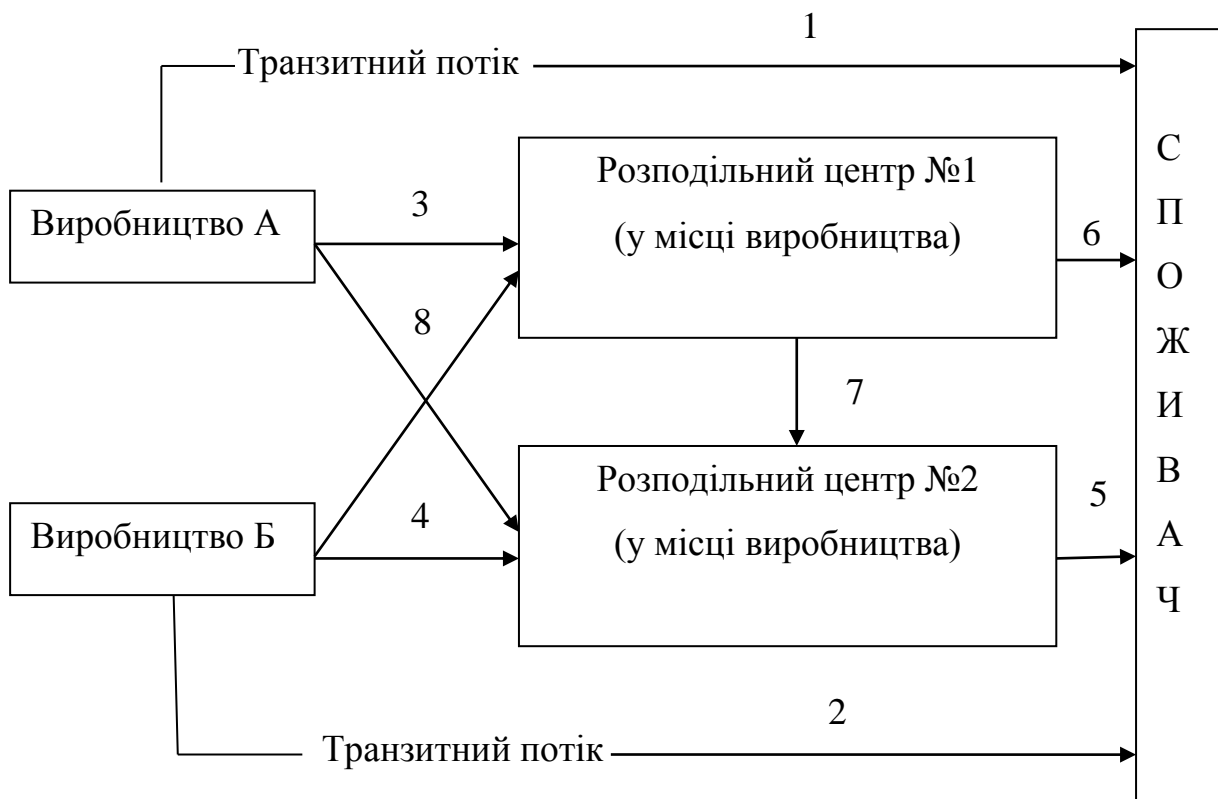 1
Транзитний потік
Виробництво А
3
Розподільний центр №1
(у місці виробництва)
6
8
7
Виробництво Б
4
Розподільний центр №2
(у місці виробництва)
5
2
Транзитний потік
С
П
О
Ж
И
В
А
Ч